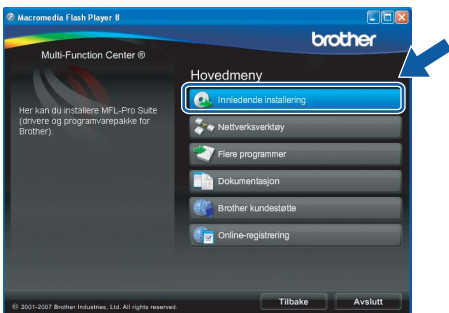 Macromedia Flash Player 8
brother
Multi-Function Center ®
Hovedmeny
Innledende installering
Her kan du installere MFL-Pro Suite
(drivere og programvarepakke for
Brother).
Nettverksverktøy
Flere programmer
Dokumentasjon
Brother kundestøtte
Online-registrering
© 2001-2007 Brother Industries, Ltd. All rights reserved.
Tilbake
Avslutt